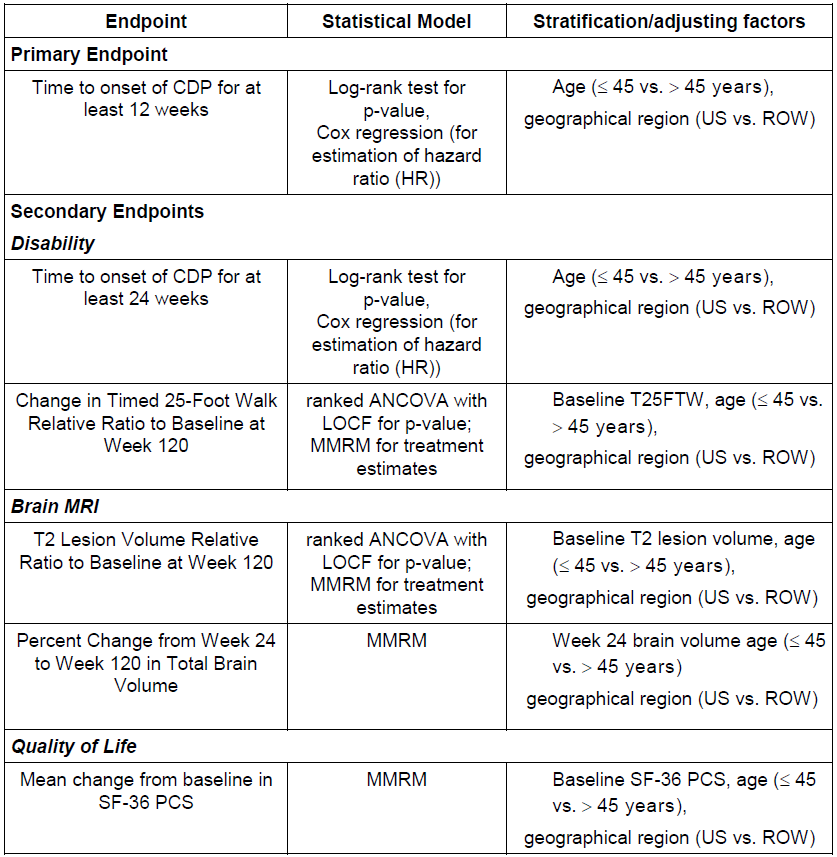 Endpoint
Statistical Model
Stratification/adjusting factors
Primary Endpoint
Time to onset of CDP for at
least 12 weeks
Log-rank test for
p-value,
Cox regression (for
estimation of hazard
ratio (HR))
Age (≤ 45 vs. > 45 years),
geographical region (US vs. ROW)
Secondary Endpoints
Disability
Time to onset of CDP for at
least 24 weeks
Log-rank test for
p-value,
Cox regression (for
estimation of hazard
ratio (HR))
Age (≤ 45 vs. > 45 years),
geographical region (US vs. ROW)
Change in Timed 25-Foot Walk
Relative Ratio to Baseline at
Week 120
ranked ANCOVA with
LOCF for p-value;
MMRM for treatment
estimates
Baseline T25FTW, age (≤ 45 vs.
> 45 years),
geographical region (US vs. ROW)
Brain MRI
T2 Lesion Volume Relative
Ratio to Baseline at Week 120
ranked ANCOVA with
LOCF for p-value;
MMRM for treatment
estimates
Baseline T2 lesion volume, age
(≤ 45 vs. > 45 years),
geographical region (US vs. ROW)
Percent Change from Week 24
to Week 120 in Total Brain
Volume
MMRM
Week 24 brain volume age (≤ 45
vs. > 45 years)
geographical region (US vs. ROW)
Quality of Life
Mean change from baseline in
SF-36 PCS
MMRM
Baseline SF-36 PCS, age (≤ 45
vs. > 45 years),
geographical region (US vs. ROW)